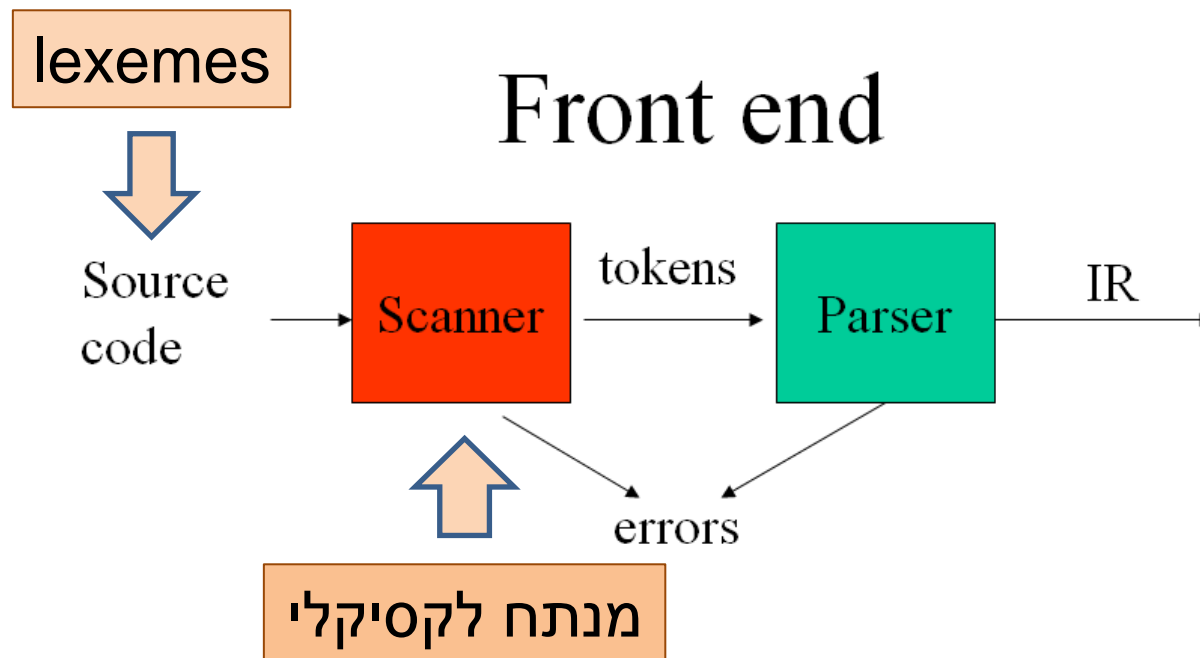 lexemes
Front end
Source
code
Scanner
tokens
Parser
IR
errors
מנתח לקסיקלי